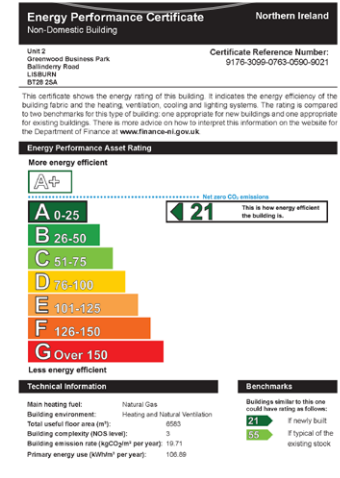 Energy Performance Certificate
Northern Ireland
Non-Domestic Building
Unit 2
Greenwood Business Park
Ballinderry Road
LISBURN
BT28 2SA
Certificate Reference Number:
9176-3099-0763-0590-9021
This certificate shows the energy rating of this building. It indicates the energy efficiency of the
building fabric and the heating, ventilation, cooling and lighting systems. The rating is compared
to two benchmarks for this type of building: one appropriate for new buildings and one appropriate
for existing buildings. There is more advice on how to interpret this information on the website for
the Department of Finance at www.finance-ni.gov.uk
Energy Performance Asset Rating
More energy efficient
A+
Net zero CO₂ emissions
A 0-25
21
This is how energy efficient
the building is.
B 26-50
C 51-75
D 76-100
E 101-125
F 126-150
G Over 150
Less energy efficient
Technical Information
Main heating fuel: Natural Gas
Building environment: Heating and Natural Ventilation
Total useful floor area (m²): 6583
Building complexity (NOS level): 3
Building emission rate (kgCO₂/m² per year): 19.71
Primary energy use (kWh/m² per year): 106.69
Benchmarks
Buildings similar to this one
could have rating as follows:
21 If newly built
55 If typical of the
existing stock